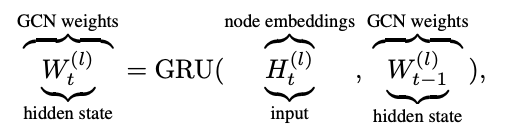 GCN weights node embeddings GCN weights
W_t^{(l)} = GRU( H_t^{(l)} , W_{t-1}^{(l)} ),
hidden state input hidden state